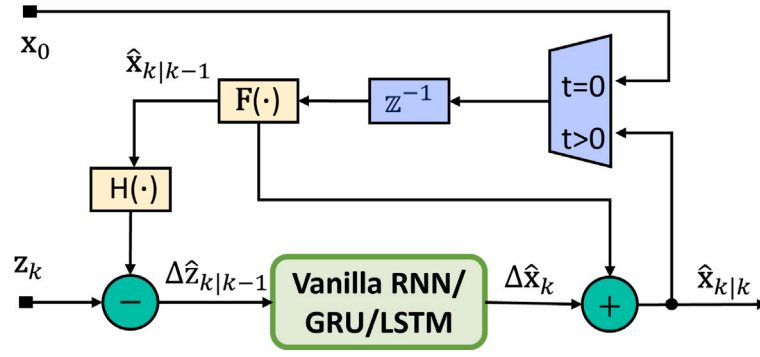 x₀
x̂ₖ|ₖ₋₁
F(·)
ℤ⁻¹
t=0
t>0
H(·)
zₖ
−
Δẑₖ|ₖ₋₁
Vanilla RNN/
GRU/LSTM
Δx̂ₖ
+
x̂ₖ|ₖ